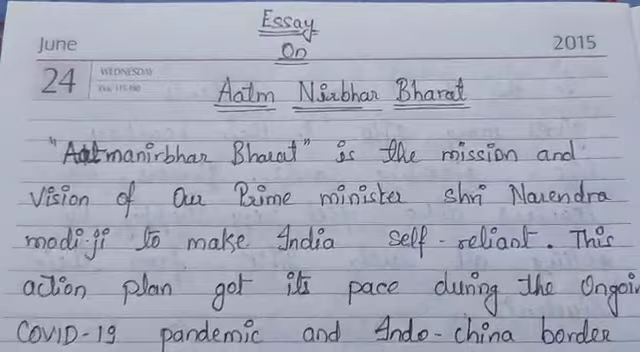 Essay
On
June 2015
24 WEDNESDAY
Aatm Nirbhar Bharat
"Aatmanirbhar Bharat" is the mission and
vision of Our Prime minister shri Narendra
modi-ji to make India self-reliant. This
action plan got its pace during the Ongoin
COVID-19 pandemic and Indo-china border